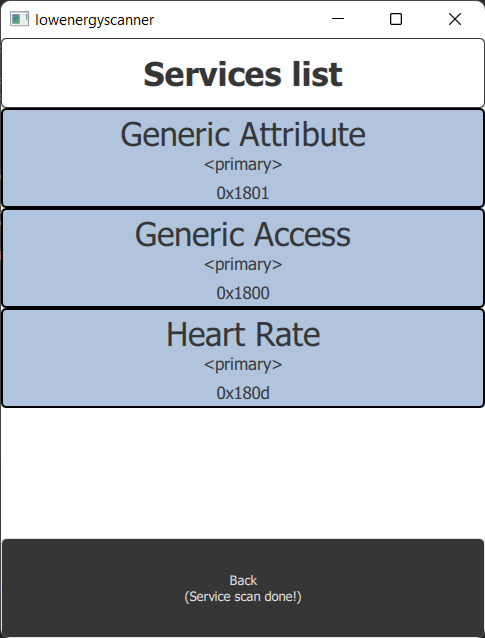 lowenergyscanner
Services list
Generic Attribute
<primary>
0x1801
Generic Access
<primary>
0x1800
Heart Rate
<primary>
0x180d
Back
(Service scan done!)